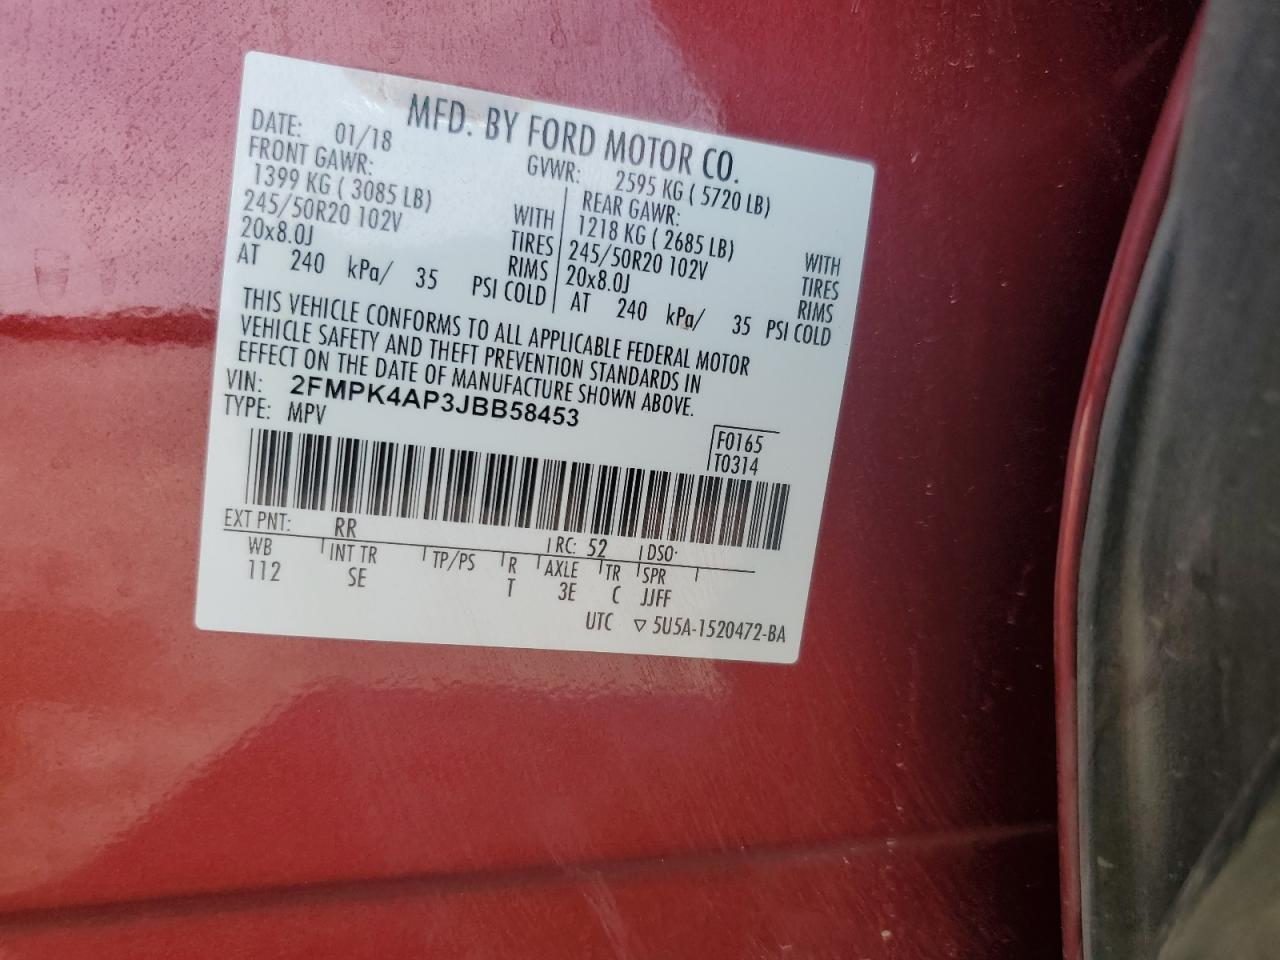 MFD. BY FORD MOTOR CO.
DATE: 01/18 GVWR: 2595 KG ( 5720 LB)
FRONT GAWR: REAR GAWR:
1399 KG ( 3085 LB) WITH 1218 KG ( 2685 LB) WITH
245/50R20 102V TIRES 245/50R20 102V TIRES
20x8.0J RIMS 20x8.0J RIMS
AT 240 kPa/ 35 PSI COLD AT 240 kPa/ 35 PSI COLD
THIS VEHICLE CONFORMS TO ALL APPLICABLE FEDERAL MOTOR
VEHICLE SAFETY AND THEFT PREVENTION STANDARDS IN
EFFECT ON THE DATE OF MANUFACTURE SHOWN ABOVE.
VIN: 2FMPK4AP3JBB58453
TYPE: MPV
F0165
T0314
EXT PNT: RR RC: 52 DSO:
WB INT TR TP/PS R AXLE TR SPR
112 SE T 3E C JJFF
UTC ▽ 5U5A-1520472-BA